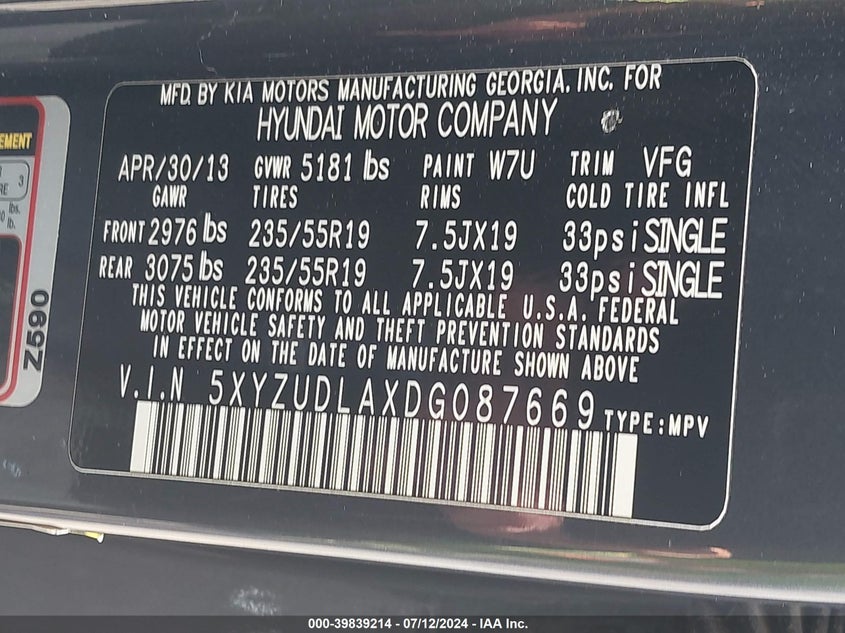 MFD. BY KIA MOTORS MANUFACTURING GEORGIA. INC. FOR
HYUNDAI MOTOR COMPANY
APR/30/13 GVWR 5181 lbs PAINT W7U TRIM VFG
GAWR TIRES RIMS COLD TIRE INFL
FRONT 2976 lbs 235/55R19 7.5JX19 33psi SINGLE
REAR 3075 lbs 235/55R19 7.5JX19 33psi SINGLE
THIS VEHICLE CONFORMS TO ALL APPLICABLE U.S.A. FEDERAL
MOTOR VEHICLE SAFETY AND THEFT PREVENTION STANDARDS
IN EFFECT ON THE DATE OF MANUFACTURE SHOWN ABOVE
V.I.N 5XYZUDLAXDG087669 TYPE:MPV
EMENT
3
lbs.
lb.
Z590
000-39839214 - 07/12/2024 - IAA Inc.